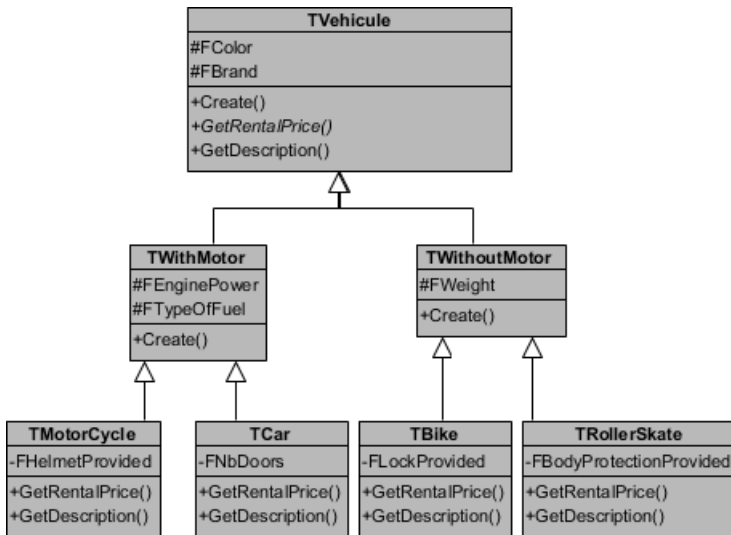 TVehicule
#FColor
#FBrand
+Create()
+GetRentalPrice()
+GetDescription()
TWithMotor
#FEnginePower
#FTypeOfFuel
+Create()
TWithoutMotor
#FWeight
+Create()
TMotorCycle
-FHelmetProvided
+GetRentalPrice()
+GetDescription()
TCar
-FNbDoors
+GetRentalPrice()
+GetDescription()
TBike
-FLockProvided
+GetRentalPrice()
+GetDescription()
TRollerSkate
-FBodyProtectionProvided
+GetRentalPrice()
+GetDescription()